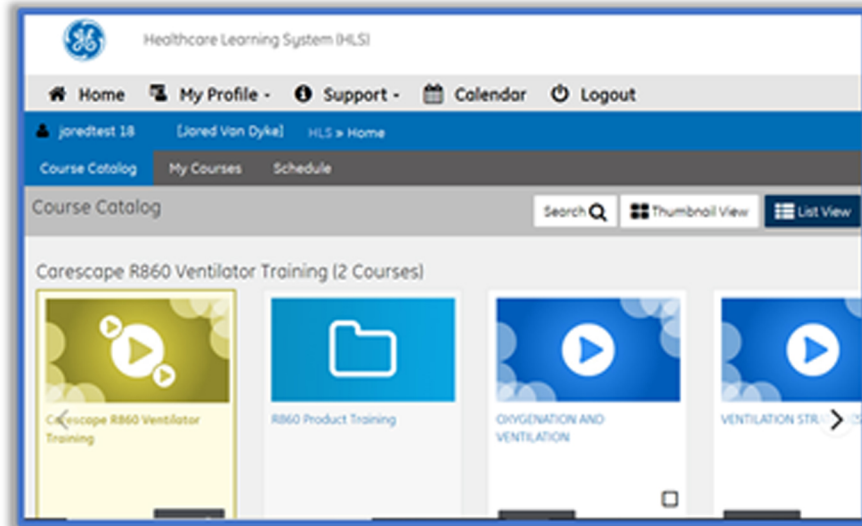 Healthcare Learning System (HLS)
Home My Profile Support Calendar Logout
joredtest 18 [Jared Van Dyke] HLS » Home
Course Catalog My Courses Schedule
Course Catalog Search Thumbnail View List View
Carescape R860 Ventilator Training (2 Courses)
Carescape R860 Ventilator
Training
R860 Product Training
OXYGENATION AND
VENTILATION
VENTILATION